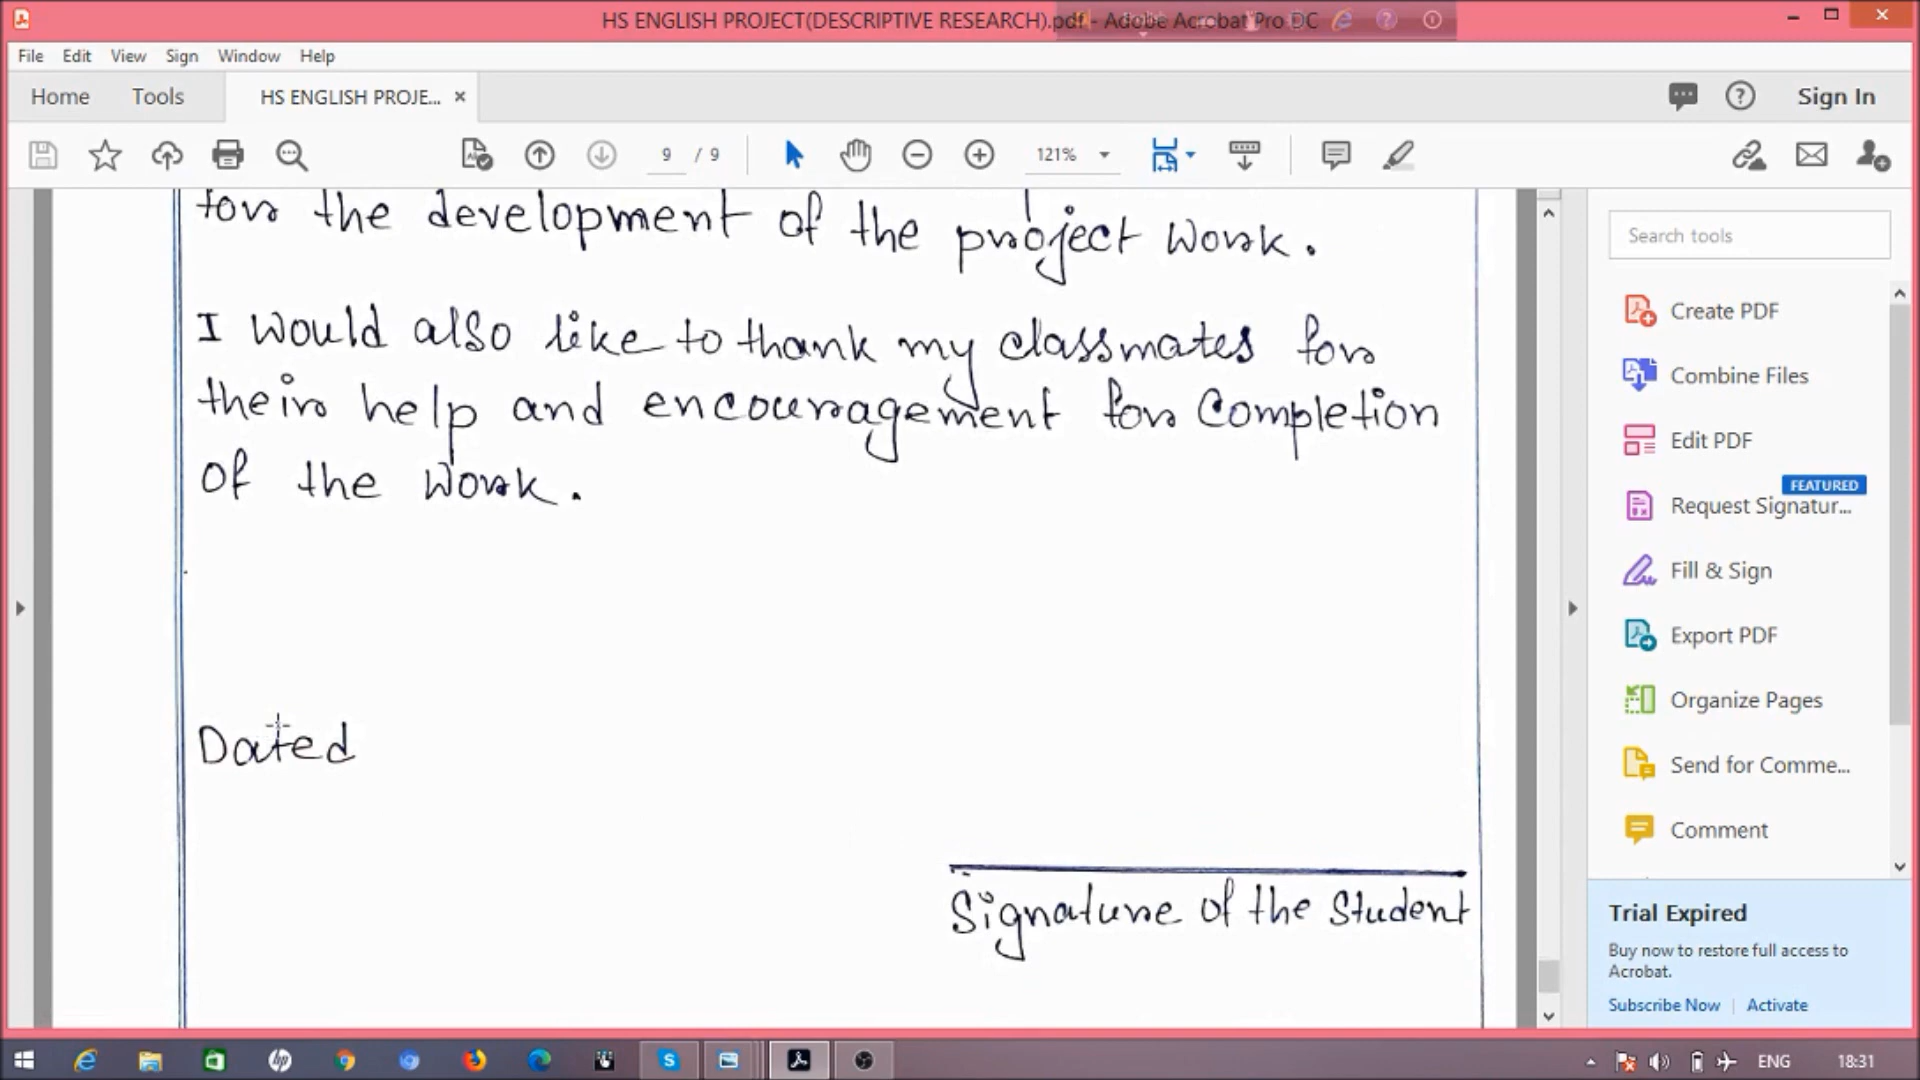 HS ENGLISH PROJECT(DESCRIPTIVE RESEARCH).pdf - Adobe Acrobat Pro DC
File Edit View Sign Window Help
Home Tools HS ENGLISH PROJE... × Sign In
9 / 9 121%
for the development of the project work.
I would also like to thank my classmates for
their help and encouragement for completion
of the work.
Dated
Signature of the Student
Search tools
Create PDF
Combine Files
Edit PDF
FEATURED
Request Signatur...
Fill & Sign
Export PDF
Organize Pages
Send for Comme...
Comment
Trial Expired
Buy now to restore full access to
Acrobat.
Subscribe Now Activate
ENG 18:31